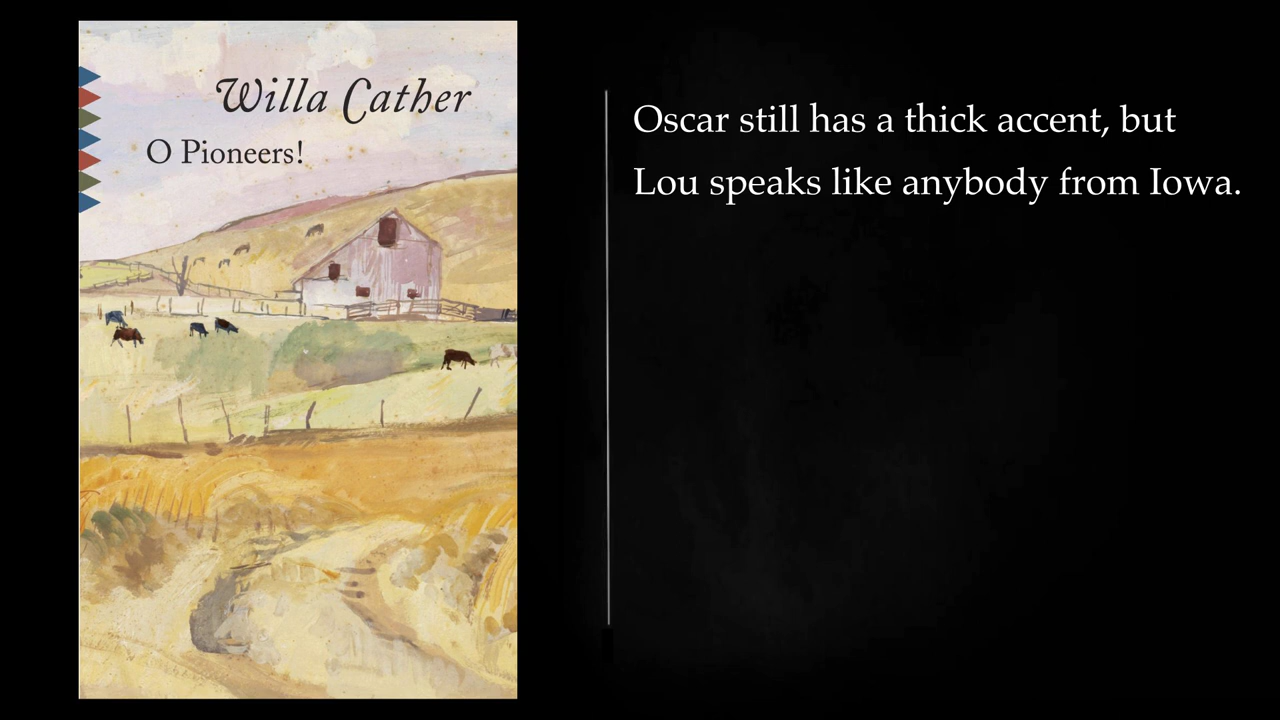 Willa Cather
O Pioneers!
Oscar still has a thick accent, but
Lou speaks like anybody from Iowa.